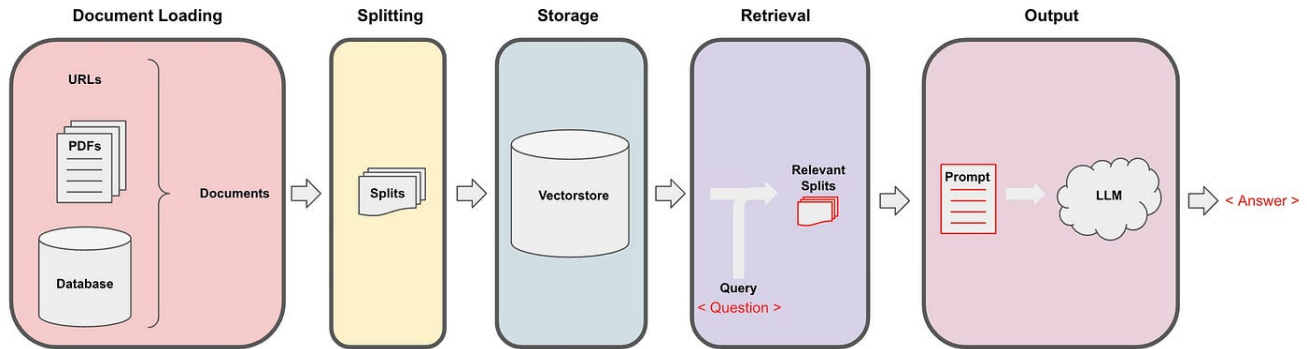 Document Loading
Splitting
Storage
Retrieval
Output
URLs
PDFs
Database
Documents
Splits
Vectorstore
Relevant
Splits
Query
< Question >
Prompt
LLM
< Answer >